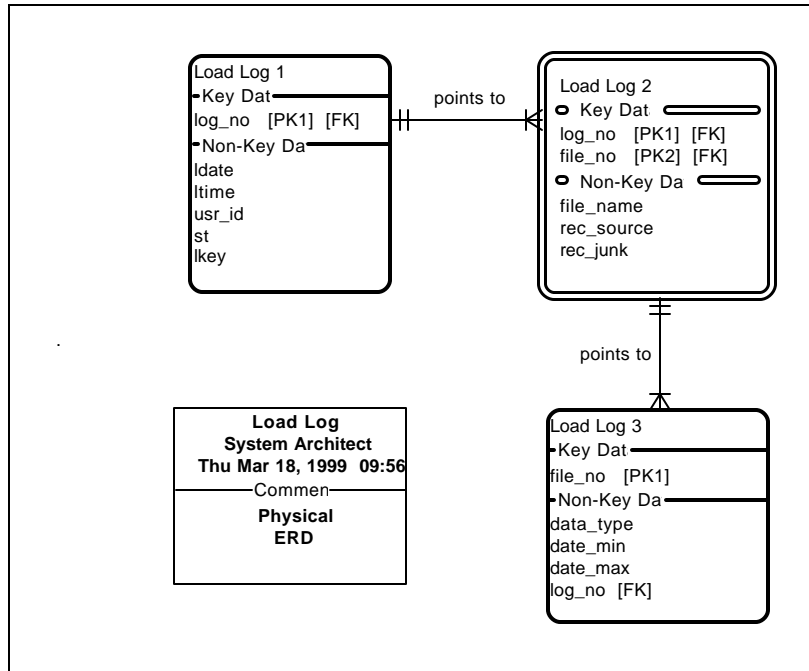 Load Log 1
Key Dat
log_no [PK1] [FK]
Non-Key Da
ldate
ltime
usr_id
st
lkey
points to
Load Log 2
Key Dat
log_no [PK1] [FK]
file_no [PK2] [FK]
Non-Key Da
file_name
rec_source
rec_junk
points to
Load Log 3
Key Dat
file_no [PK1]
Non-Key Da
data_type
date_min
date_max
log_no [FK]
Load Log
System Architect
Thu Mar 18, 1999 09:56
Commen
Physical
ERD